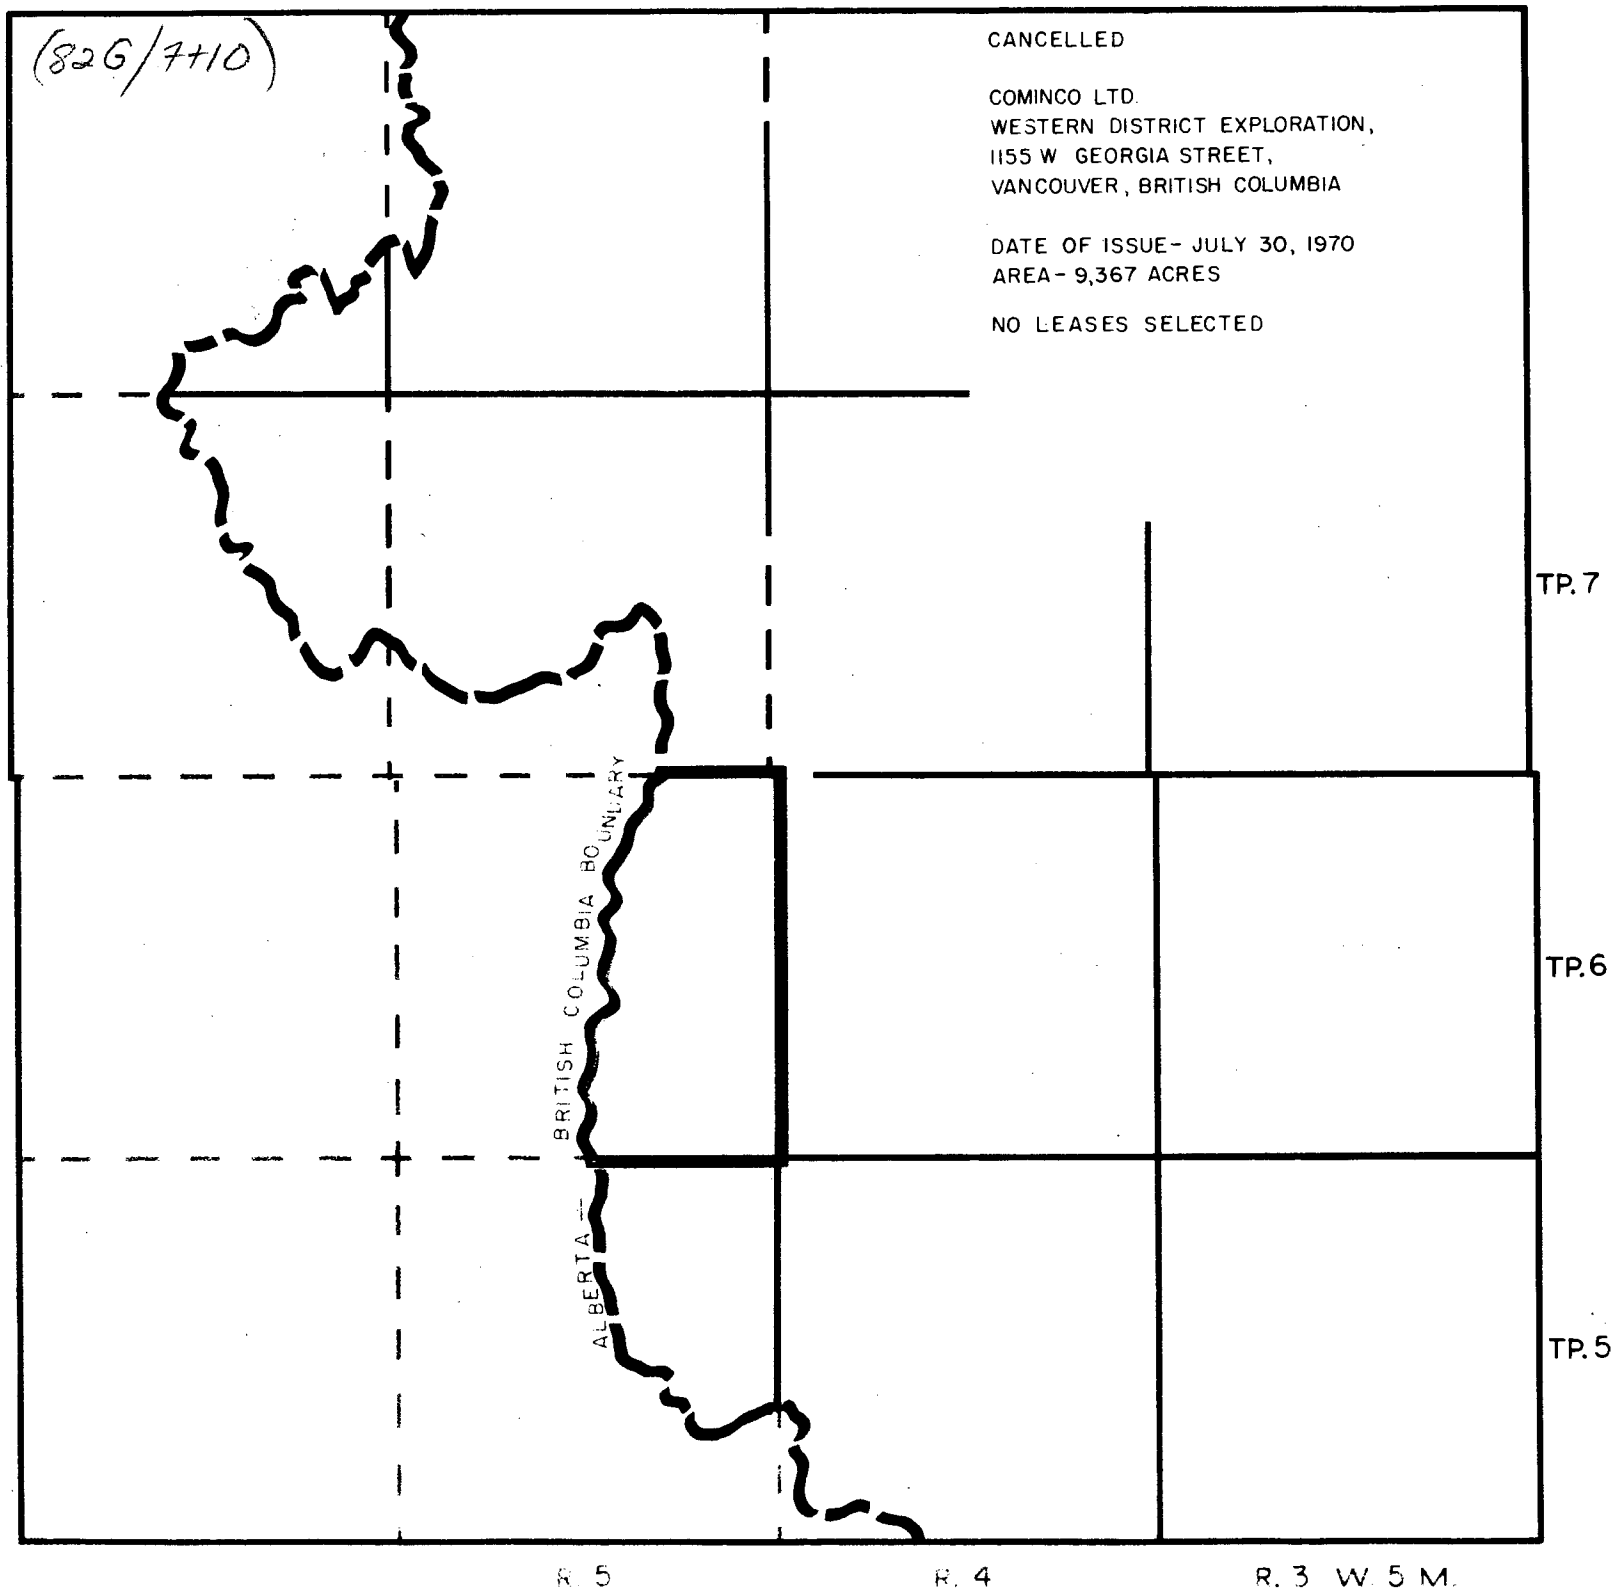 (82G/7+10)
CANCELLED
COMINCO LTD.
WESTERN DISTRICT EXPLORATION,
1155 W GEORGIA STREET,
VANCOUVER, BRITISH COLUMBIA
DATE OF ISSUE- JULY 30, 1970
AREA- 9,367 ACRES
NO LEASES SELECTED
TP. 7
ALBERTA — BRITISH COLUMBIA BOUNDARY
TP. 6
TP. 5
R. 5
R. 4
R. 3 W. 5 M.